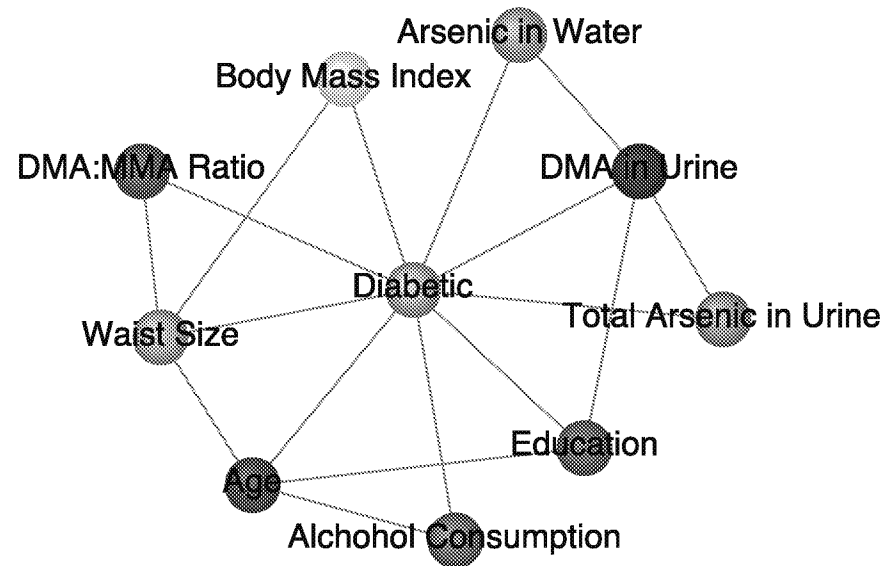 Arsenic in Water
Body Mass Index
DMA:MMA Ratio
DMA in Urine
Diabetic
Total Arsenic in Urine
Waist Size
Education
Age
Alchohol Consumption